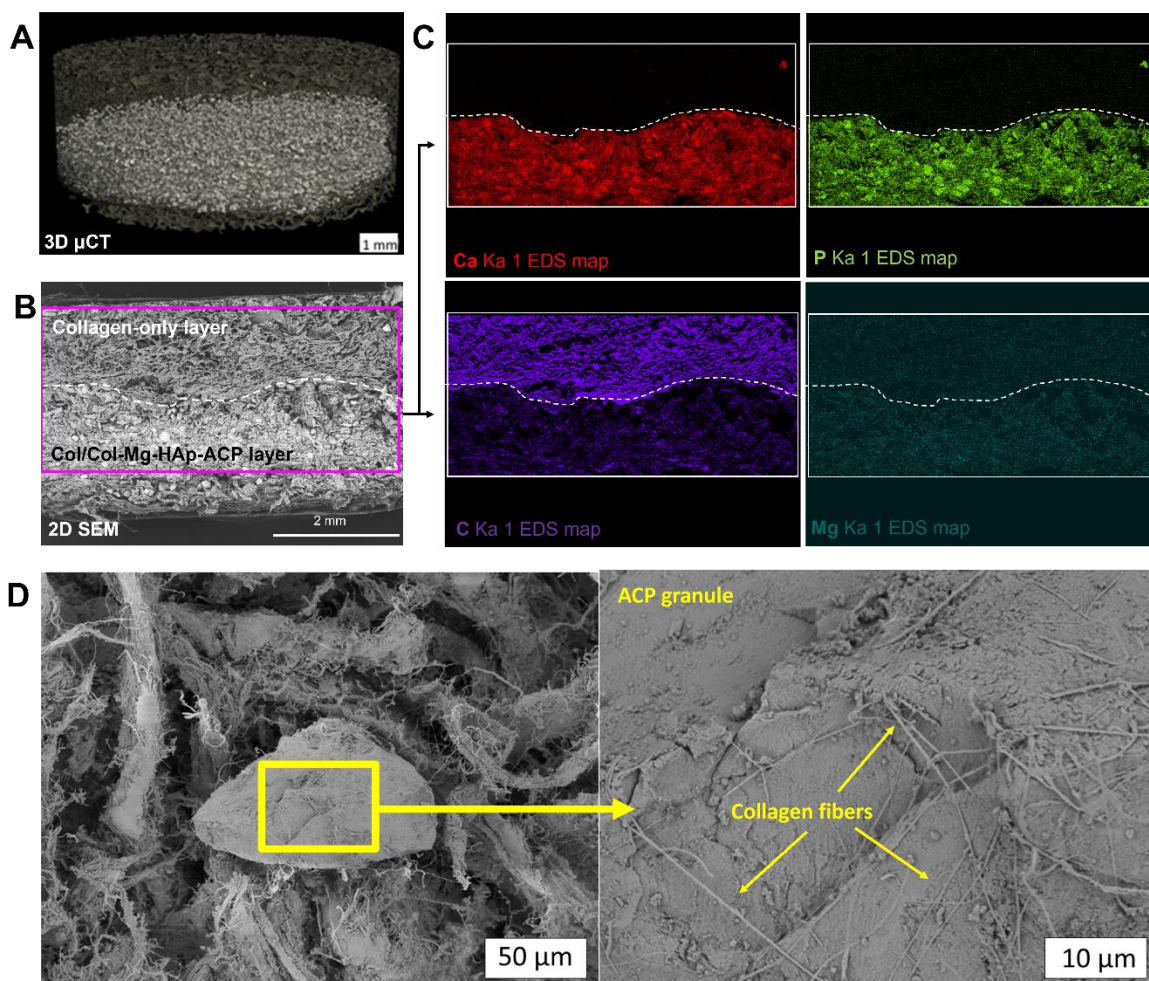 A
3D µCT
1 mm
B
Collagen-only layer
Col/Col-Mg-HAp-ACP layer
2D SEM
2 mm
C
Ca Ka 1 EDS map
P Ka 1 EDS map
C Ka 1 EDS map
Mg Ka 1 EDS map
D
50 µm
ACP granule
Collagen fibers
10 µm